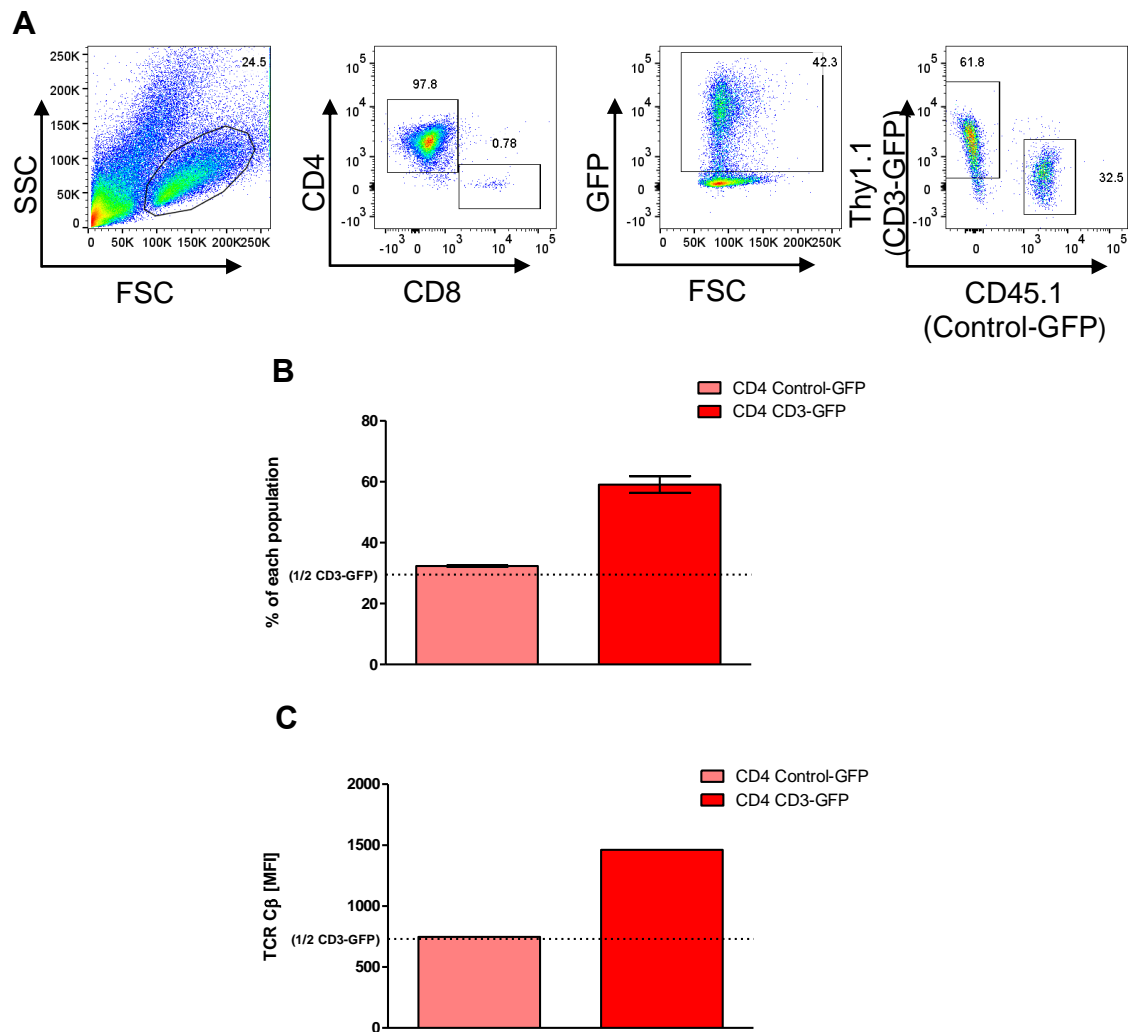 A
SSC
250K
200K
150K
100K
50K
0
24.5
0 50K 100K 150K 200K 250K
FSC
CD4
10^5
10^4
10^3
0
-10^3
97.8
0.78
-10^3 0 10^3 10^4 10^5
CD8
GFP
10^5
10^4
10^3
0
-10^3
42.3
0 50K 100K 150K 200K 250K
FSC
Thy1.1
(CD3-GFP)
61.8
10^5
10^4
10^3
0
-10^3
32.5
0 10^3 10^4 10^5
CD45.1
(Control-GFP)
B
CD4 Control-GFP
CD4 CD3-GFP
% of each population
80
60
40
(1/2 CD3-GFP)
20
0
C
CD4 Control-GFP
CD4 CD3-GFP
TCR Cβ [MFI]
2000
1500
1000
(1/2 CD3-GFP)
500
0